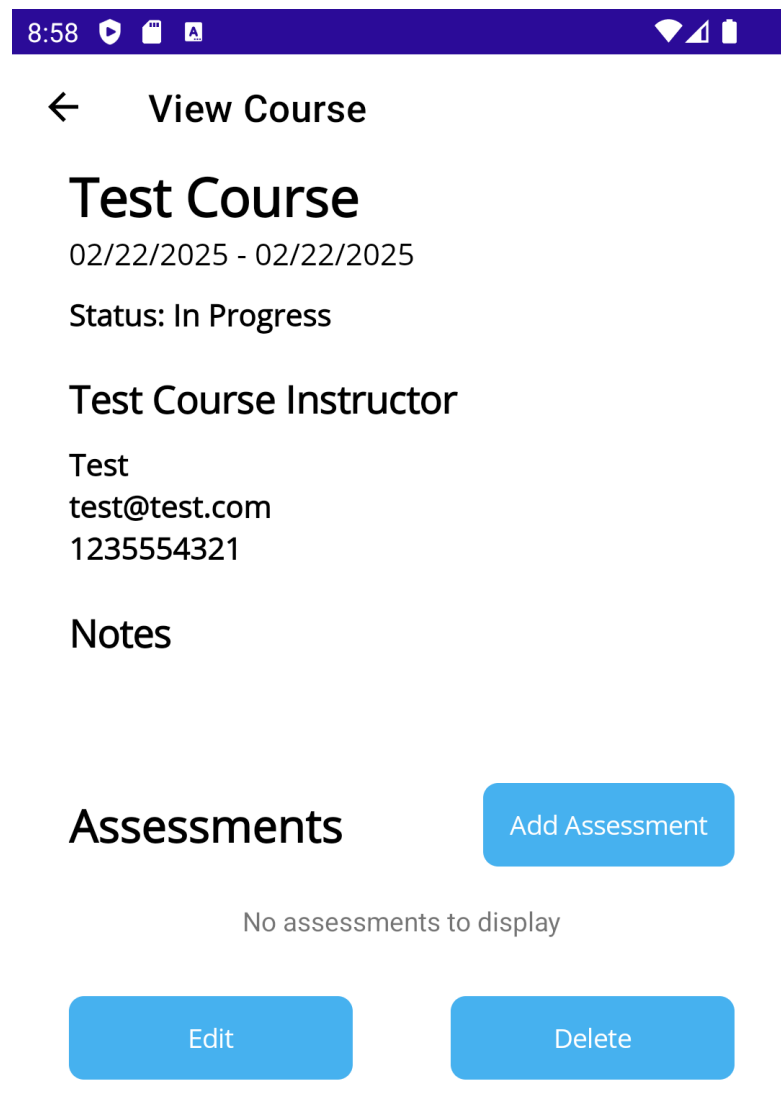 8:58
View Course
Test Course
02/22/2025 - 02/22/2025
Status: In Progress
Test Course Instructor
Test
test@test.com
1235554321
Notes
Assessments
Add Assessment
No assessments to display
Edit
Delete